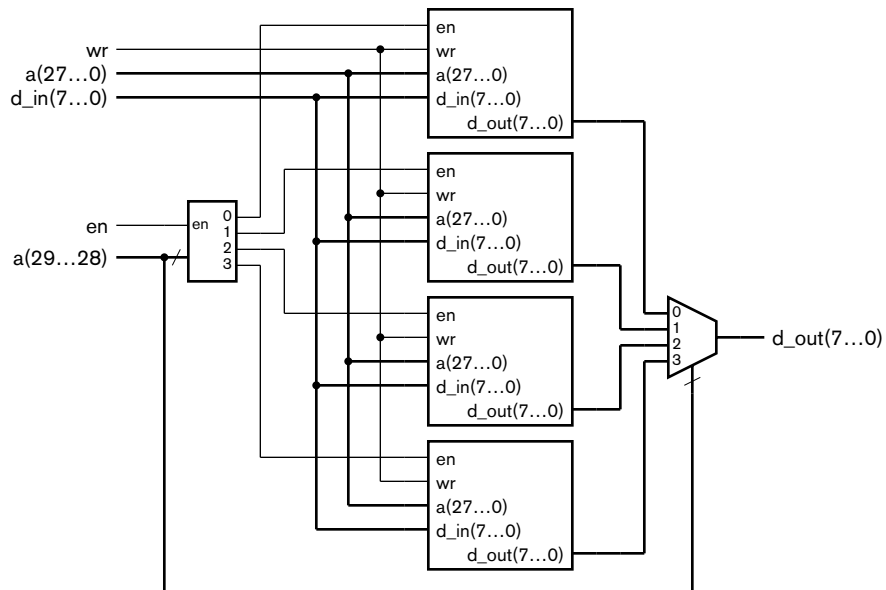 en
wr
a(27…0)
d_in(7…0)
d_out(7…0)
wr
a(27…0)
d_in(7…0)
en
wr
a(27…0)
d_in(7…0)
d_out(7…0)
en
a(29…28)
en
0
1
2
3
en
wr
a(27…0)
d_in(7…0)
d_out(7…0)
0
1
2
3
d_out(7…0)
en
wr
a(27…0)
d_in(7…0)
d_out(7…0)